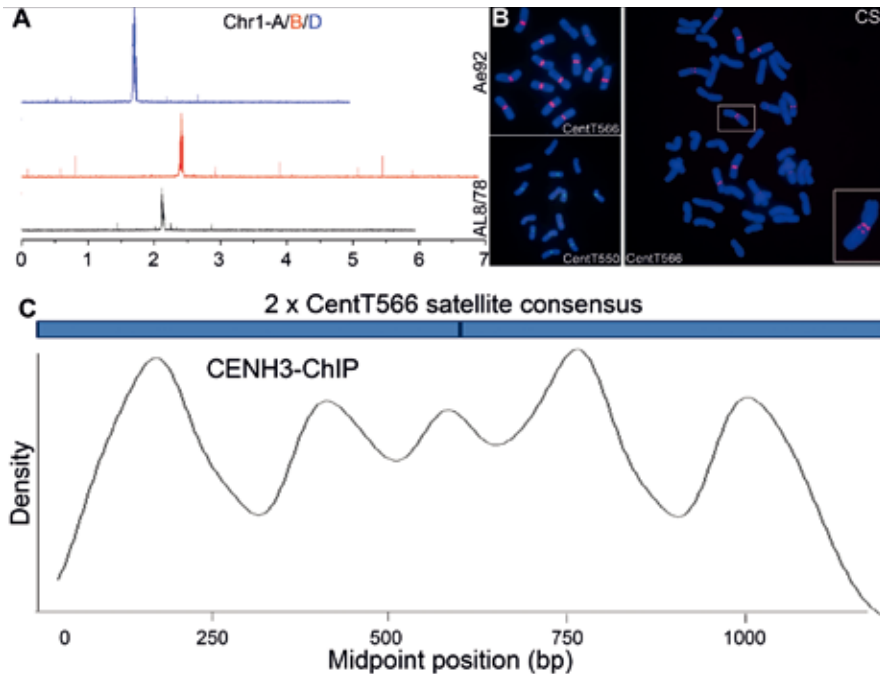 A
Chr1-A/B/D
0 1 2 3 4 5 6 7
B
Ae92
CentT566
AL8/78
CentT550
CS
CentT566
C
2 x CentT566 satellite consensus
CENH3-ChIP
Density
0 250 500 750 1000
Midpoint position (bp)